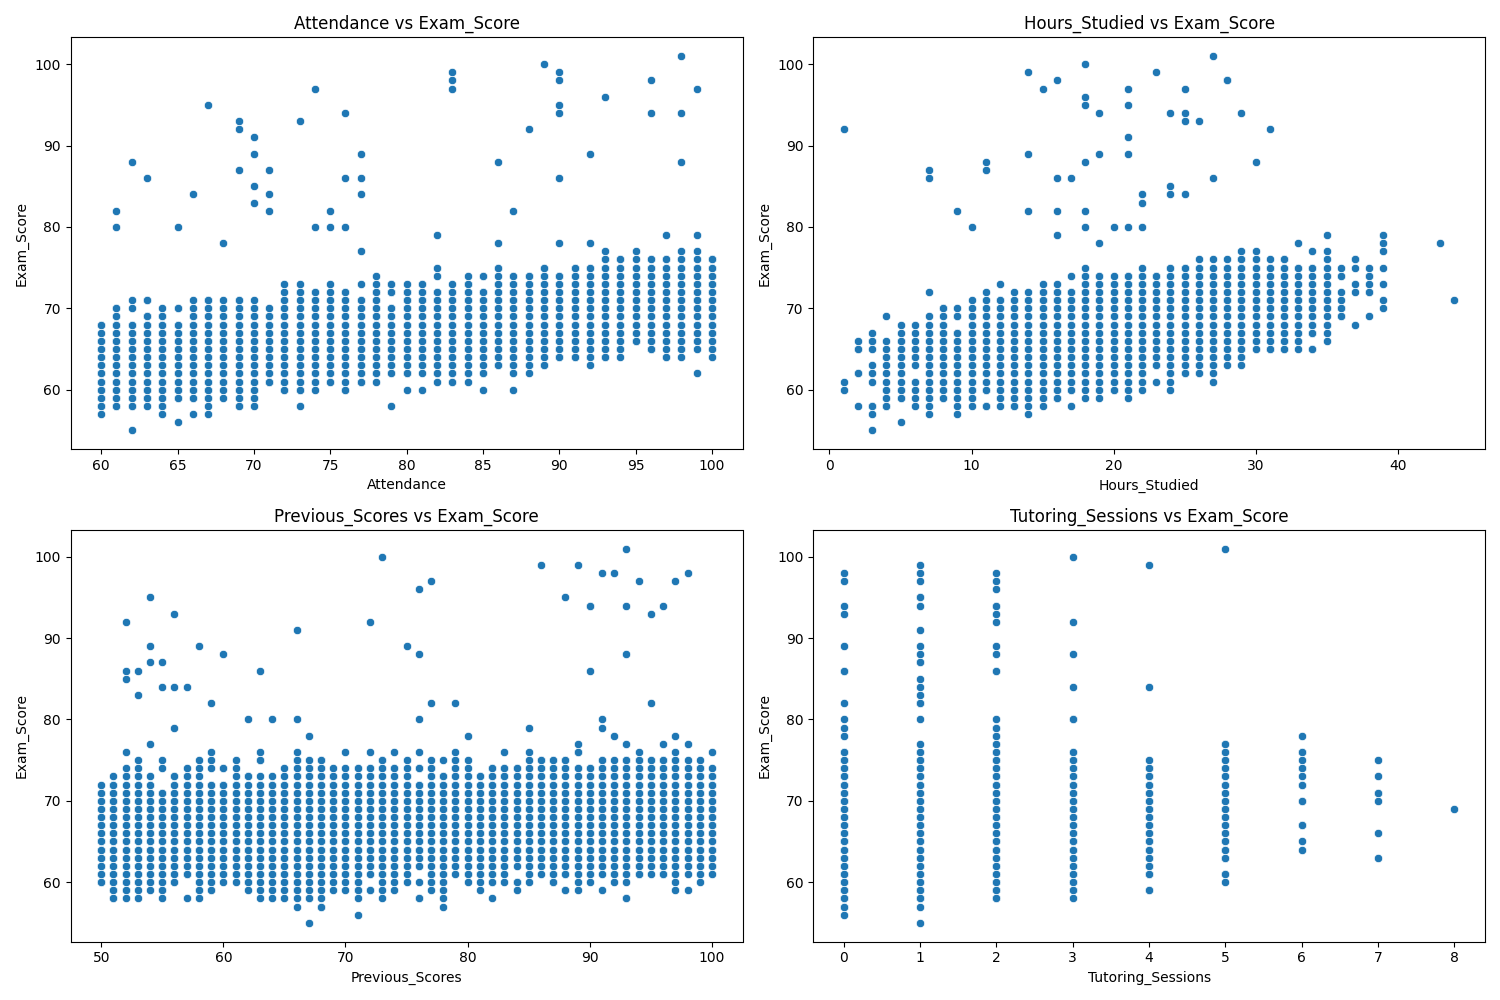 Attendance vs Exam_Score
Exam_Score
100
90
80
70
60
60 65 70 75 80 85 90 95 100
Attendance
Hours_Studied vs Exam_Score
Exam_Score
100
90
80
70
60
0 10 20 30 40
Hours_Studied
Previous_Scores vs Exam_Score
Exam_Score
100
90
80
70
60
50 60 70 80 90 100
Previous_Scores
Tutoring_Sessions vs Exam_Score
Exam_Score
100
90
80
70
60
0 1 2 3 4 5 6 7 8
Tutoring_Sessions